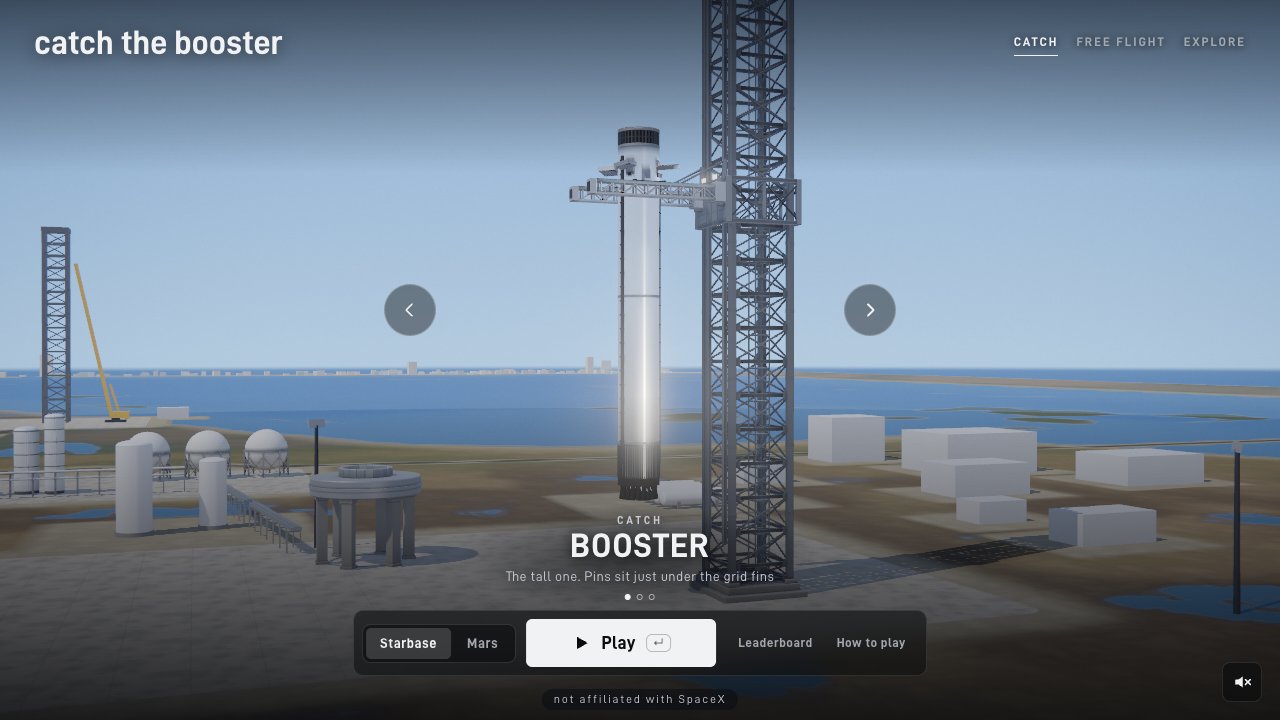 catch the booster
CATCH FREE FLIGHT EXPLORE
CATCH
BOOSTER
The tall one. Pins sit just under the grid fins
Starbase Mars Play Leaderboard How to play
not affiliated with SpaceX